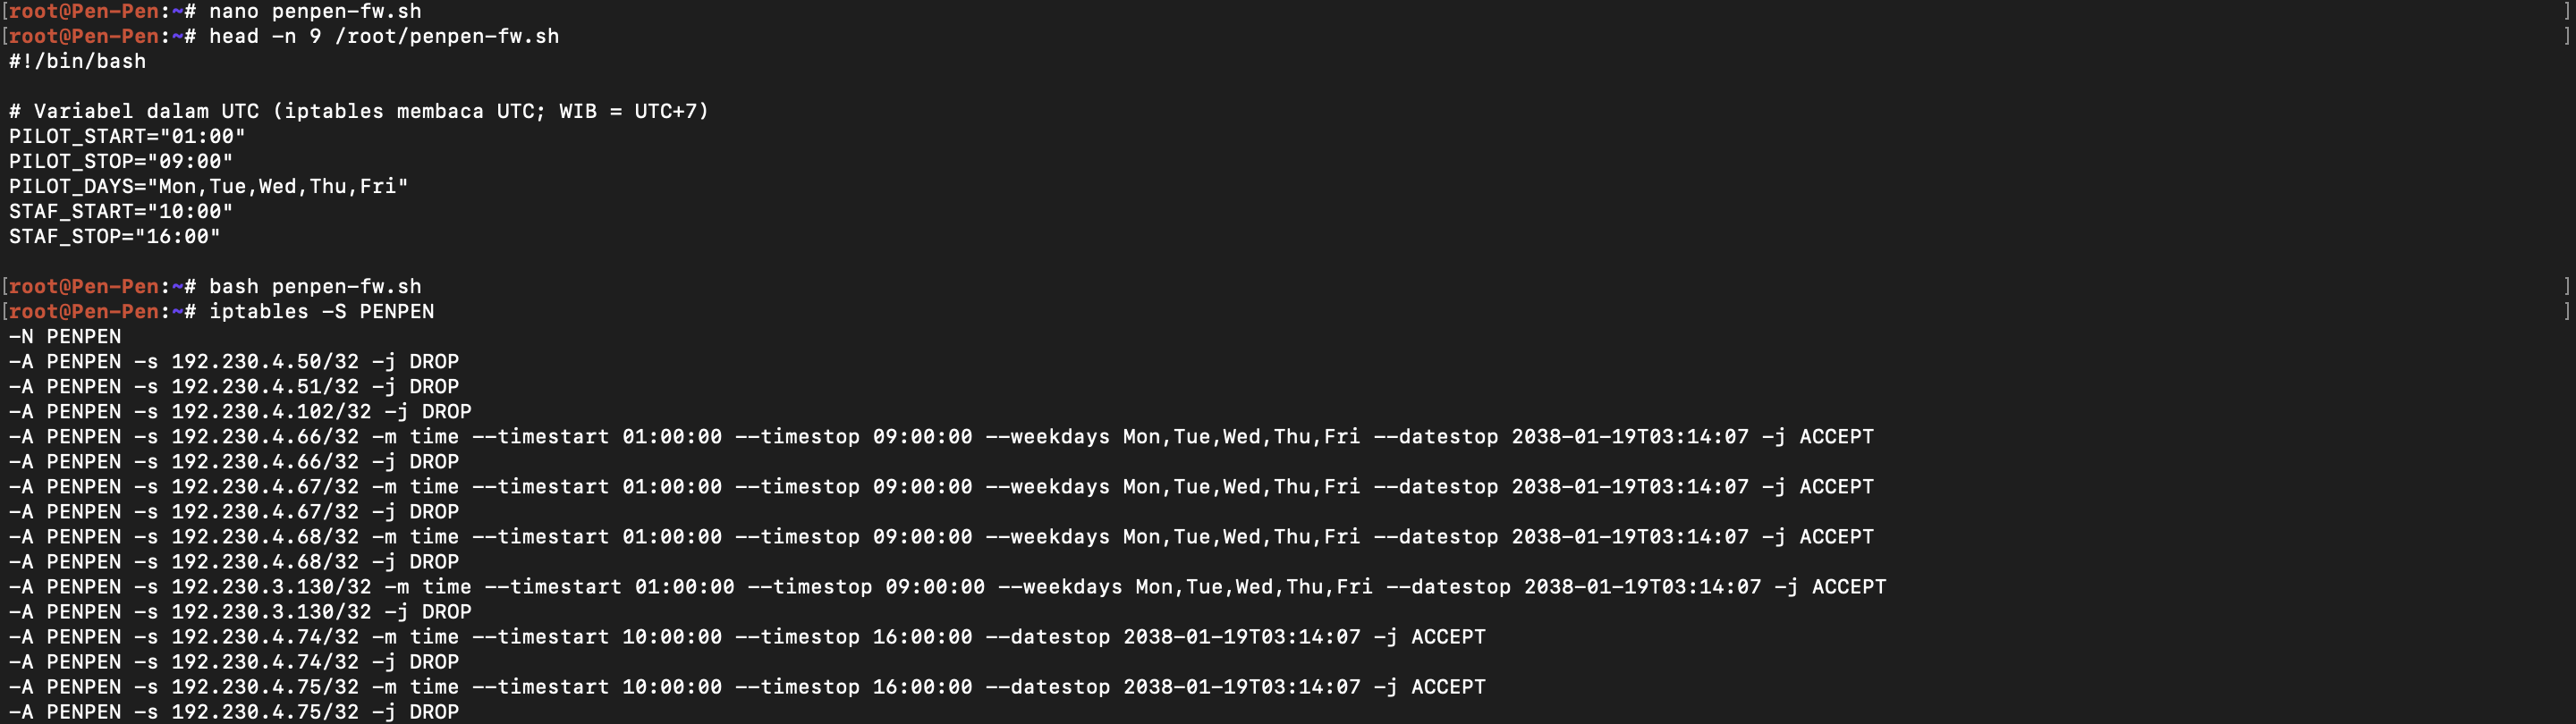 [root@Pen-Pen:~# nano penpen-fw.sh ]
[root@Pen-Pen:~# head -n 9 /root/penpen-fw.sh ]
#!/bin/bash
# Variabel dalam UTC (iptables membaca UTC; WIB = UTC+7)
PILOT_START="01:00"
PILOT_STOP="09:00"
PILOT_DAYS="Mon,Tue,Wed,Thu,Fri"
STAF_START="10:00"
STAF_STOP="16:00"
[root@Pen-Pen:~# bash penpen-fw.sh ]
[root@Pen-Pen:~# iptables -S PENPEN ]
-N PENPEN
-A PENPEN -s 192.230.4.50/32 -j DROP
-A PENPEN -s 192.230.4.51/32 -j DROP
-A PENPEN -s 192.230.4.102/32 -j DROP
-A PENPEN -s 192.230.4.66/32 -m time --timestart 01:00:00 --timestop 09:00:00 --weekdays Mon,Tue,Wed,Thu,Fri --datestop 2038-01-19T03:14:07 -j ACCEPT
-A PENPEN -s 192.230.4.66/32 -j DROP
-A PENPEN -s 192.230.4.67/32 -m time --timestart 01:00:00 --timestop 09:00:00 --weekdays Mon,Tue,Wed,Thu,Fri --datestop 2038-01-19T03:14:07 -j ACCEPT
-A PENPEN -s 192.230.4.67/32 -j DROP
-A PENPEN -s 192.230.4.68/32 -m time --timestart 01:00:00 --timestop 09:00:00 --weekdays Mon,Tue,Wed,Thu,Fri --datestop 2038-01-19T03:14:07 -j ACCEPT
-A PENPEN -s 192.230.4.68/32 -j DROP
-A PENPEN -s 192.230.3.130/32 -m time --timestart 01:00:00 --timestop 09:00:00 --weekdays Mon,Tue,Wed,Thu,Fri --datestop 2038-01-19T03:14:07 -j ACCEPT
-A PENPEN -s 192.230.3.130/32 -j DROP
-A PENPEN -s 192.230.4.74/32 -m time --timestart 10:00:00 --timestop 16:00:00 --datestop 2038-01-19T03:14:07 -j ACCEPT
-A PENPEN -s 192.230.4.74/32 -j DROP
-A PENPEN -s 192.230.4.75/32 -m time --timestart 10:00:00 --timestop 16:00:00 --datestop 2038-01-19T03:14:07 -j ACCEPT
-A PENPEN -s 192.230.4.75/32 -j DROP